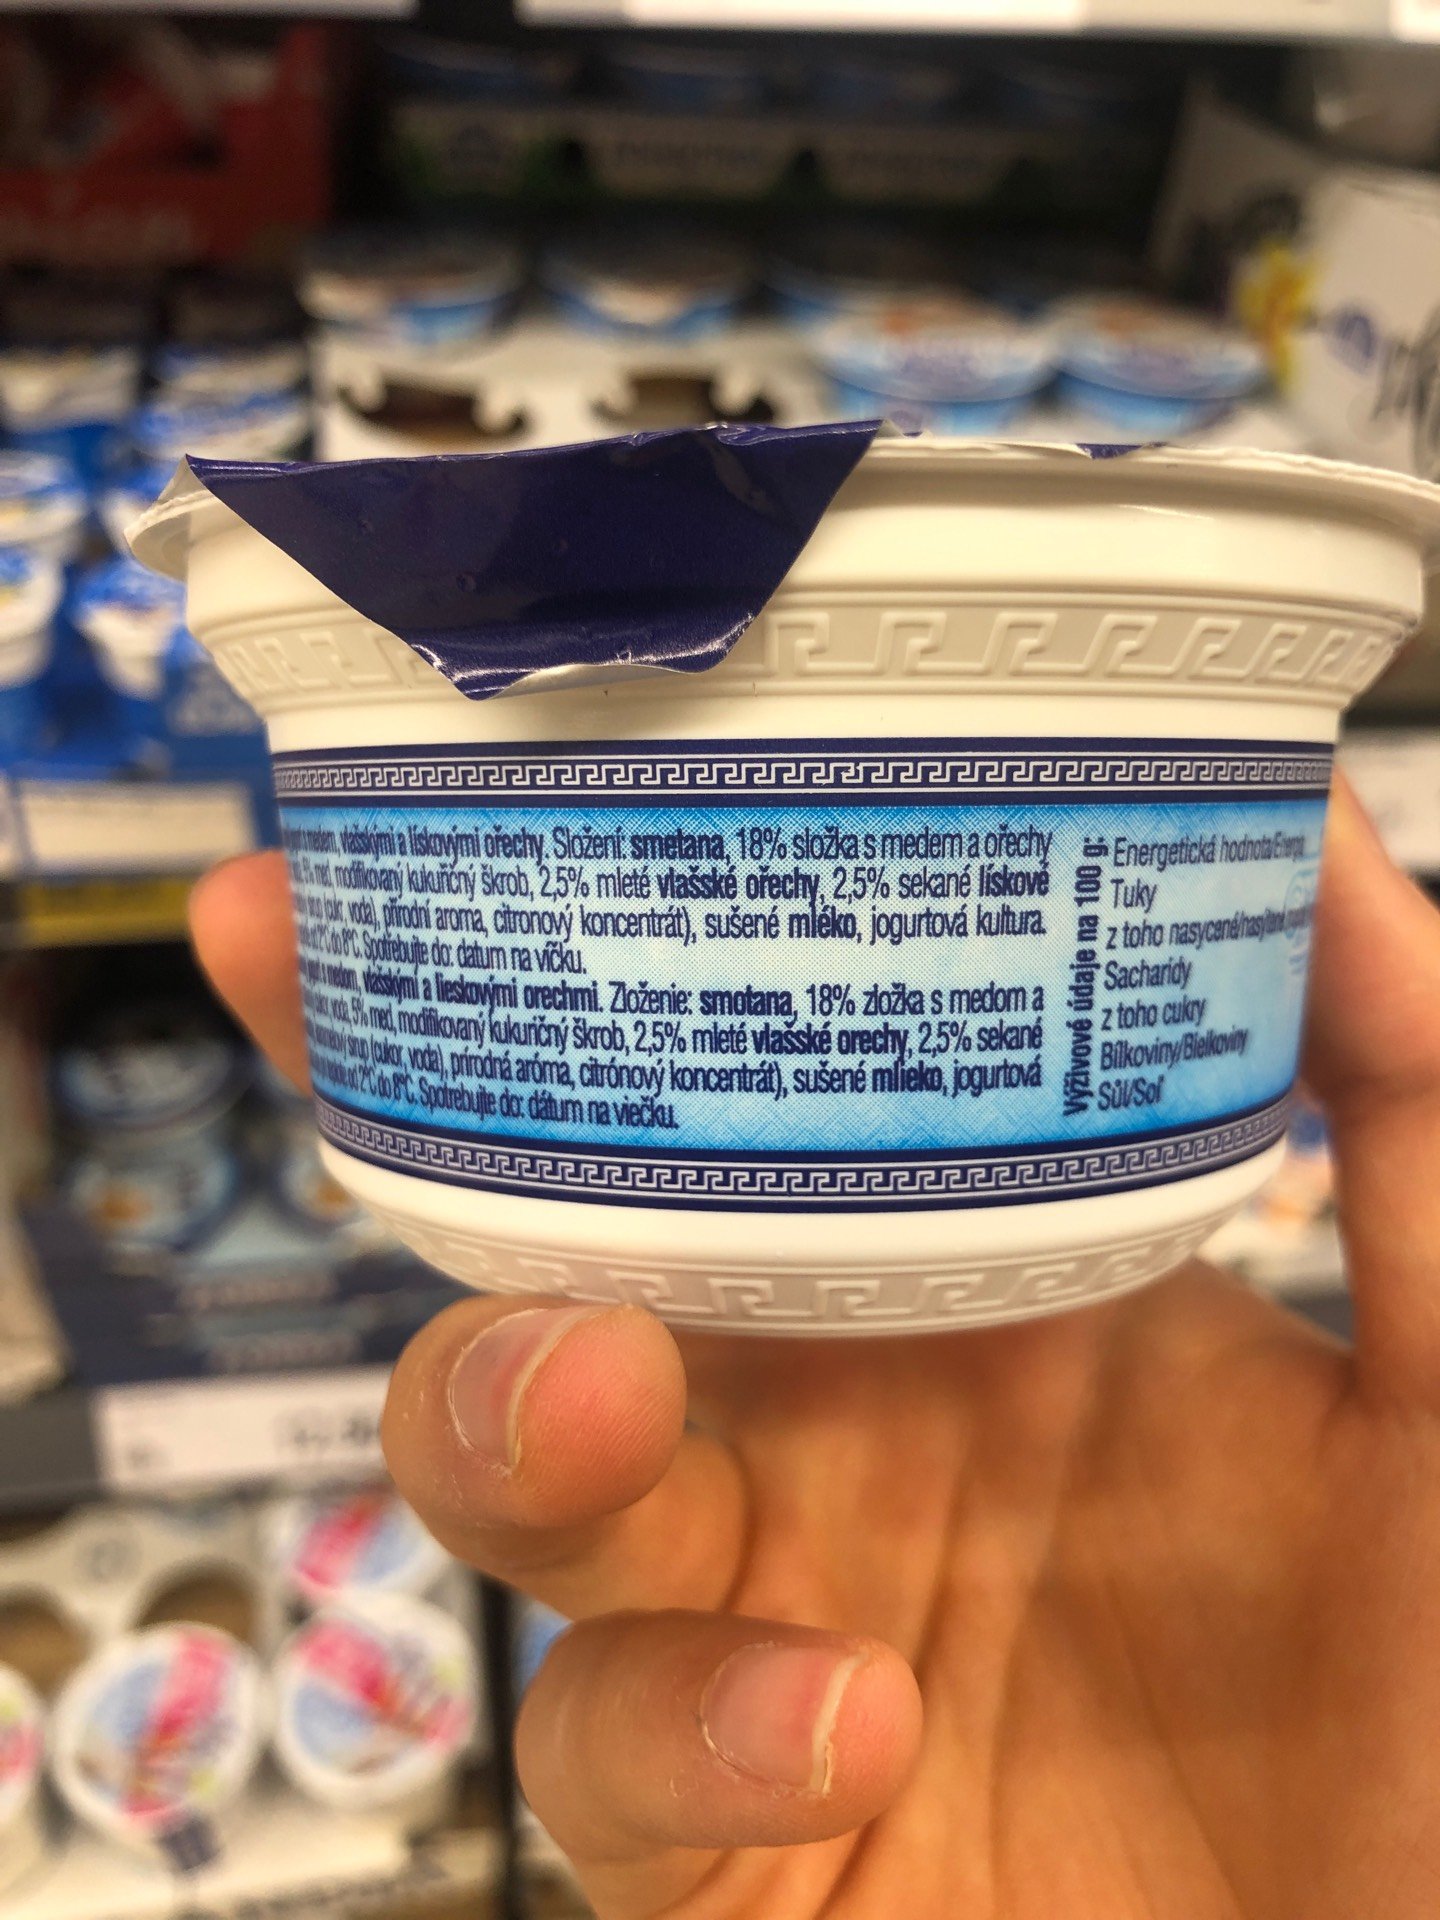 medem, vlašskými a lískovými ořechy. Složení: smetana, 18% složka s medem a ořechy
5% med, modifikovaný kukuřičný škrob, 2,5% mleté vlašské ořechy, 2,5% sekané lískové
(cukr, voda), přírodní aroma, citronový koncentrát), sušené mléko, jogurtová kultura.
do 8°C. Spotřebujte do: datum na víčku.
s medom, vlašskými a lieskovými orechmi. Zloženie: smotana, 18% zložka s medom a
voda, 5% med, modifikovaný kukuričný škrob, 2,5% mleté vlašské orechy, 2,5% sekané
sirup (cukor, voda), prírodná aróma, citrónový koncentrát), sušené mlieko, jogurtová
od 2°C do 8°C. Spotrebujte do: dátum na viečku.
Výživové údaje na 100 g:
Energetická hodnota/Energia
Tuky
z toho nasycené/nasýtené
Sacharidy
z toho cukry
Bílkoviny/Bielkoviny
Sůl/Soľ